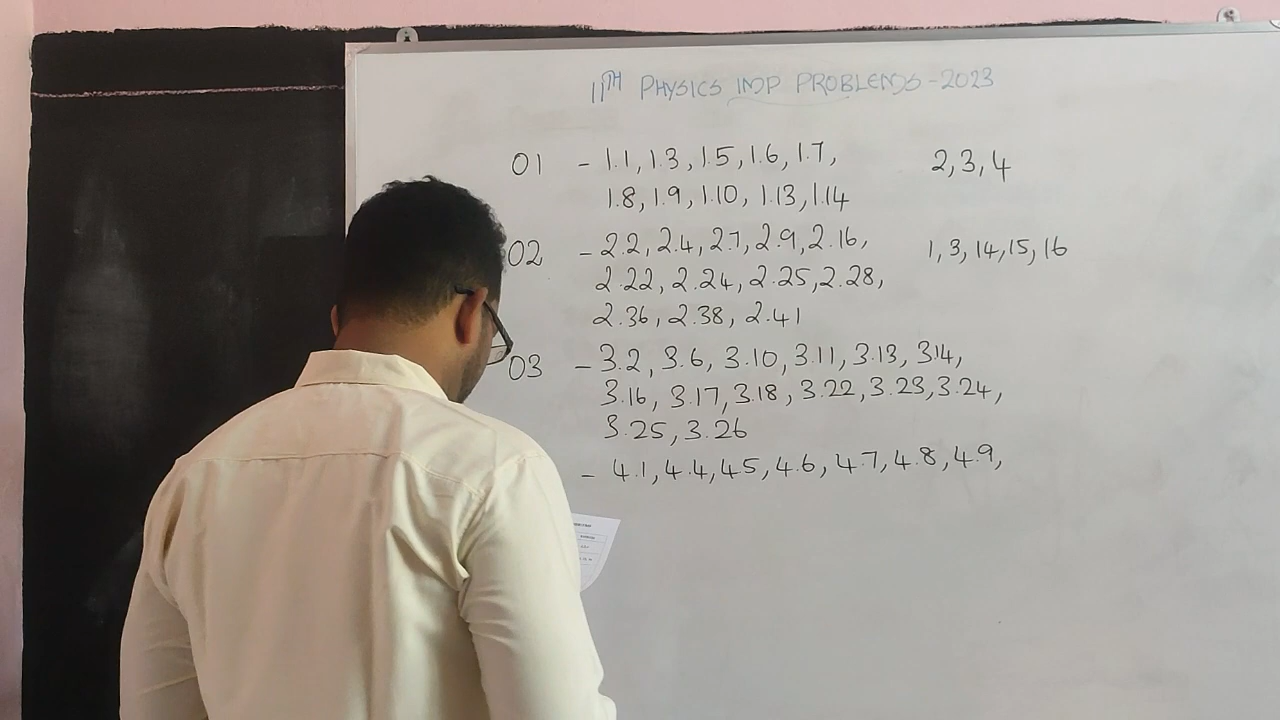 11TH PHYSICS IMP PROBLEMS - 2023
01 - 1.1, 1.3, 1.5, 1.6, 1.7, 2, 3, 4
1.8, 1.9, 1.10, 1.13, 1.14
02 - 2.2, 2.4, 2.7, 2.9, 2.16, 1, 3, 14, 15, 16
2.22, 2.24, 2.25, 2.28,
2.36, 2.38, 2.41
03 - 3.2, 3.6, 3.10, 3.11, 3.13, 3.14,
3.16, 3.17, 3.18, 3.22, 3.23, 3.24,
3.25, 3.26
- 4.1, 4.4, 4.5, 4.6, 4.7, 4.8, 4.9,